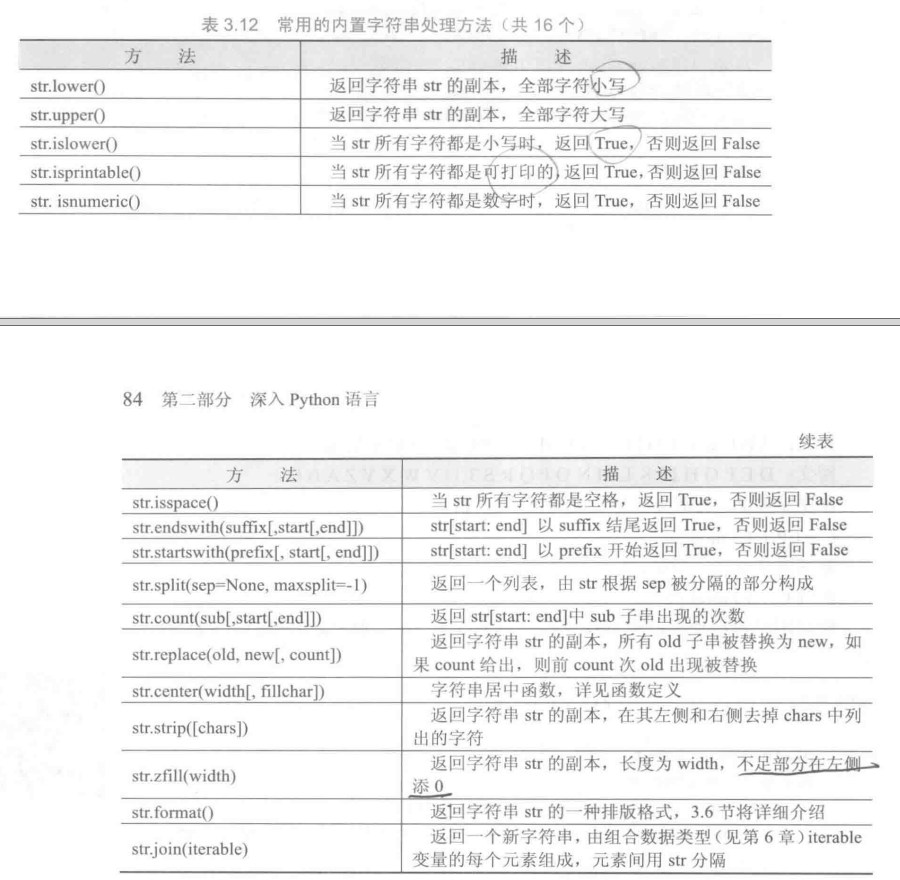 表 3.12 常用的内置字符串处理方法（共 16 个）
方 法 描 述
str.lower() 返回字符串 str 的副本，全部字符小写
str.upper() 返回字符串 str 的副本，全部字符大写
str.islower() 当 str 所有字符都是小写时，返回 True，否则返回 False
str.isprintable() 当 str 所有字符都是可打印的，返回 True，否则返回 False
str. isnumeric() 当 str 所有字符都是数字时，返回 True，否则返回 False
84 第二部分 深入 Python 语言
续表
方 法 描 述
str.isspace() 当 str 所有字符都是空格，返回 True，否则返回 False
str.endswith(suffix[,start[,end]]) str[start: end] 以 suffix 结尾返回 True，否则返回 False
str.startswith(prefix[, start[, end]]) str[start: end] 以 prefix 开始返回 True，否则返回 False
str.split(sep=None, maxsplit=-1) 返回一个列表，由 str 根据 sep 被分隔的部分构成
str.count(sub[,start[,end]]) 返回 str[start: end]中 sub 子串出现的次数
str.replace(old, new[, count]) 返回字符串 str 的副本，所有 old 子串被替换为 new，如
果 count 给出，则前 count 次 old 出现被替换
str.center(width[, fillchar]) 字符串居中函数，详见函数定义
str.strip([chars]) 返回字符串 str 的副本，在其左侧和右侧去掉 chars 中列
出的字符
str.zfill(width) 返回字符串 str 的副本，长度为 width，不足部分在左侧
添 0
str.format() 返回字符串 str 的一种排版格式，3.6 节将详细介绍
str.join(iterable) 返回一个新字符串，由组合数据类型（见第 6 章）iterable
变量的每个元素组成，元素间用 str 分隔